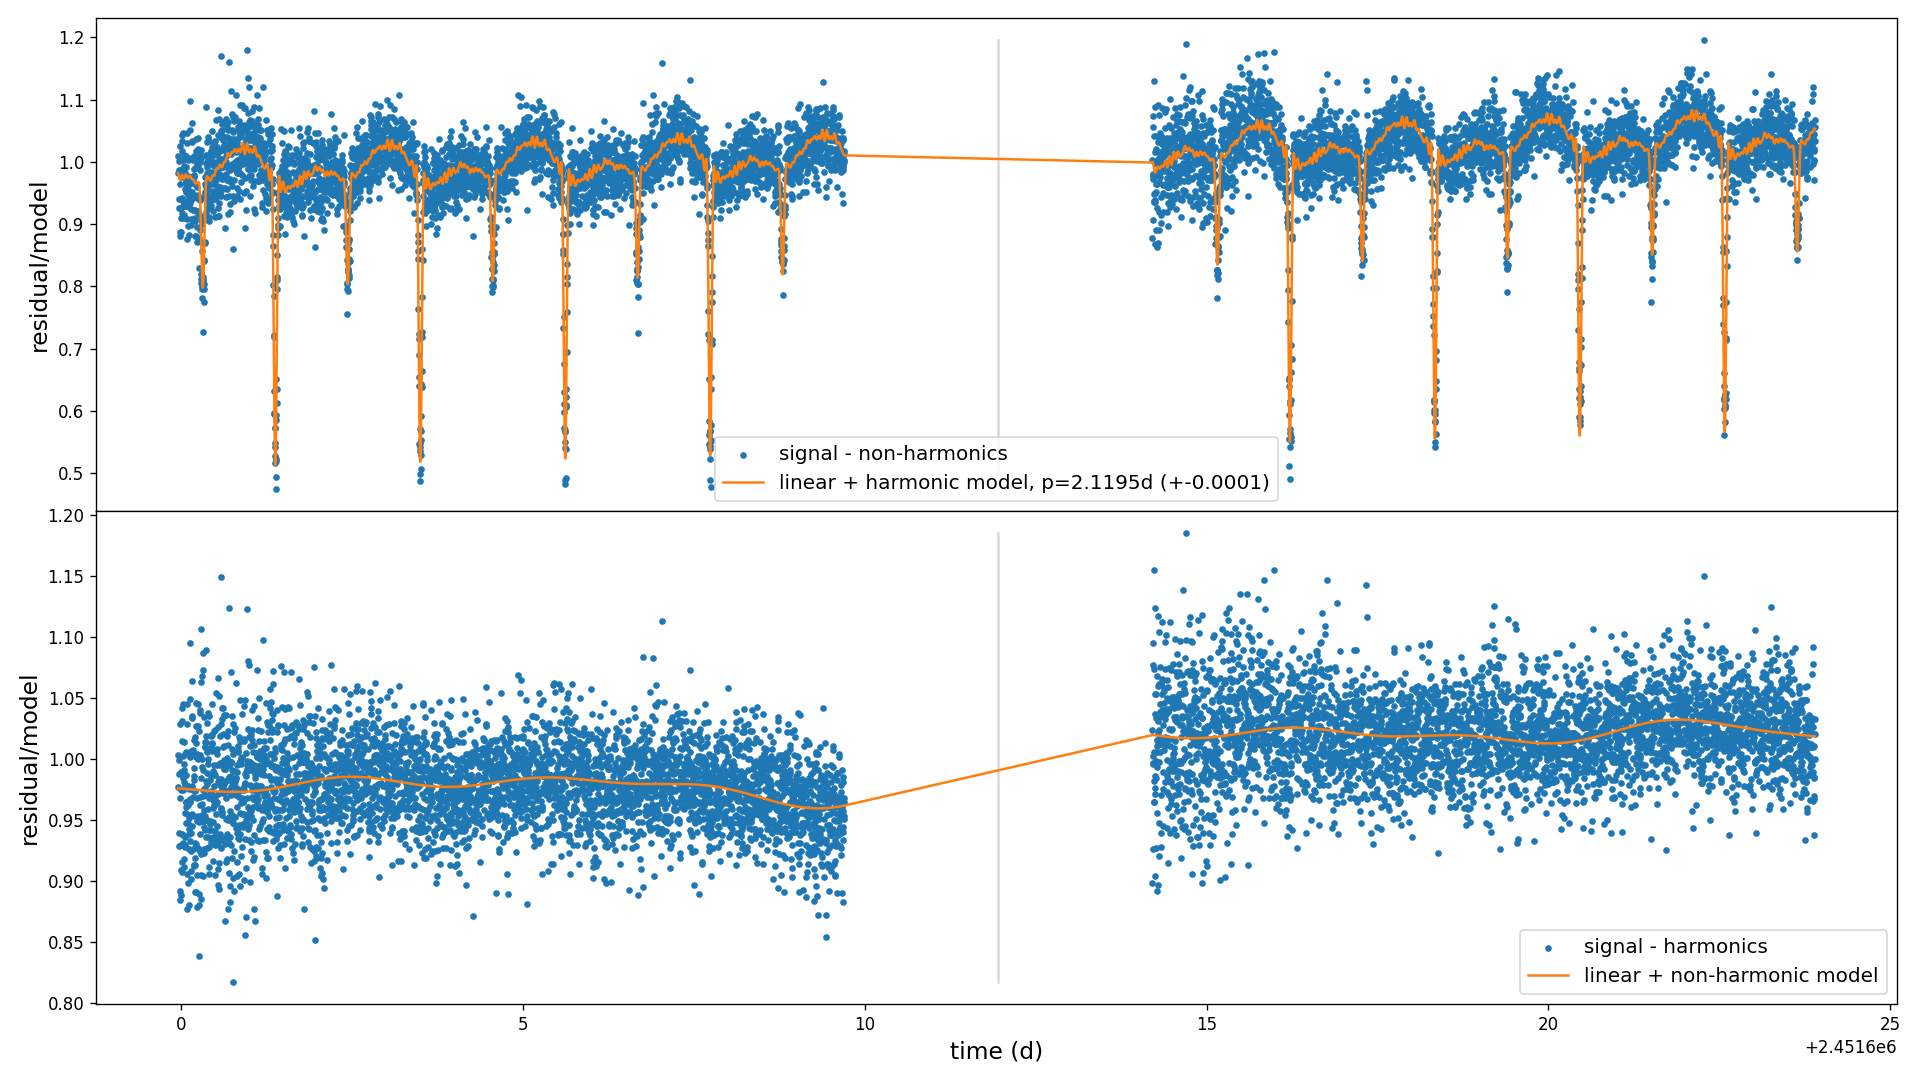 1.2
1.1
1.0
0.9
0.8
0.7
0.6
0.5
residual/model
signal - non-harmonics
linear + harmonic model, p=2.1195d (+-0.0001)
1.20
1.15
1.10
1.05
1.00
0.95
0.90
0.85
0.80
residual/model
signal - harmonics
linear + non-harmonic model
0 5 10 15 20 25
time (d)
+2.4516e6